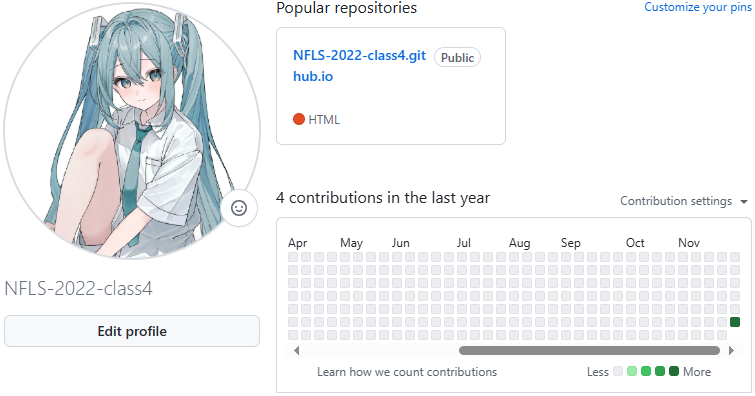 Popular repositories
Customize your pins
NFLS-2022-class4.git
hub.io
Public
HTML
4 contributions in the last year
Contribution settings
Apr May Jun Jul Aug Sep Oct Nov
Learn how we count contributions
Less More
NFLS-2022-class4
Edit profile